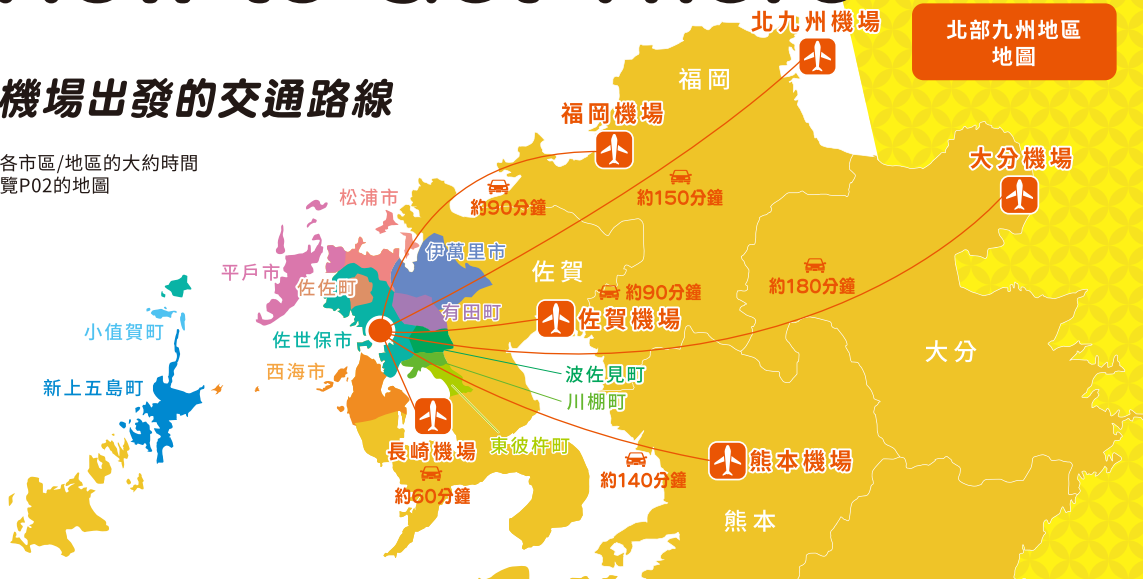 How to Get There
北九州機場
北部九州地區
地圖
福岡
機場出發的交通路線
福岡機場
大分機場
各市區/地區的大約時間
覽P02的地圖
松浦市
約90分鐘
約150分鐘
伊萬里市
平戶市
佐賀
佐佐町
約180分鐘
約90分鐘
有田町
佐賀機場
小值賀町
佐世保市
大分
西海市
波佐見町
新上五島町
川棚町
長崎機場
東彼杵町
熊本機場
約140分鐘
約60分鐘
熊本